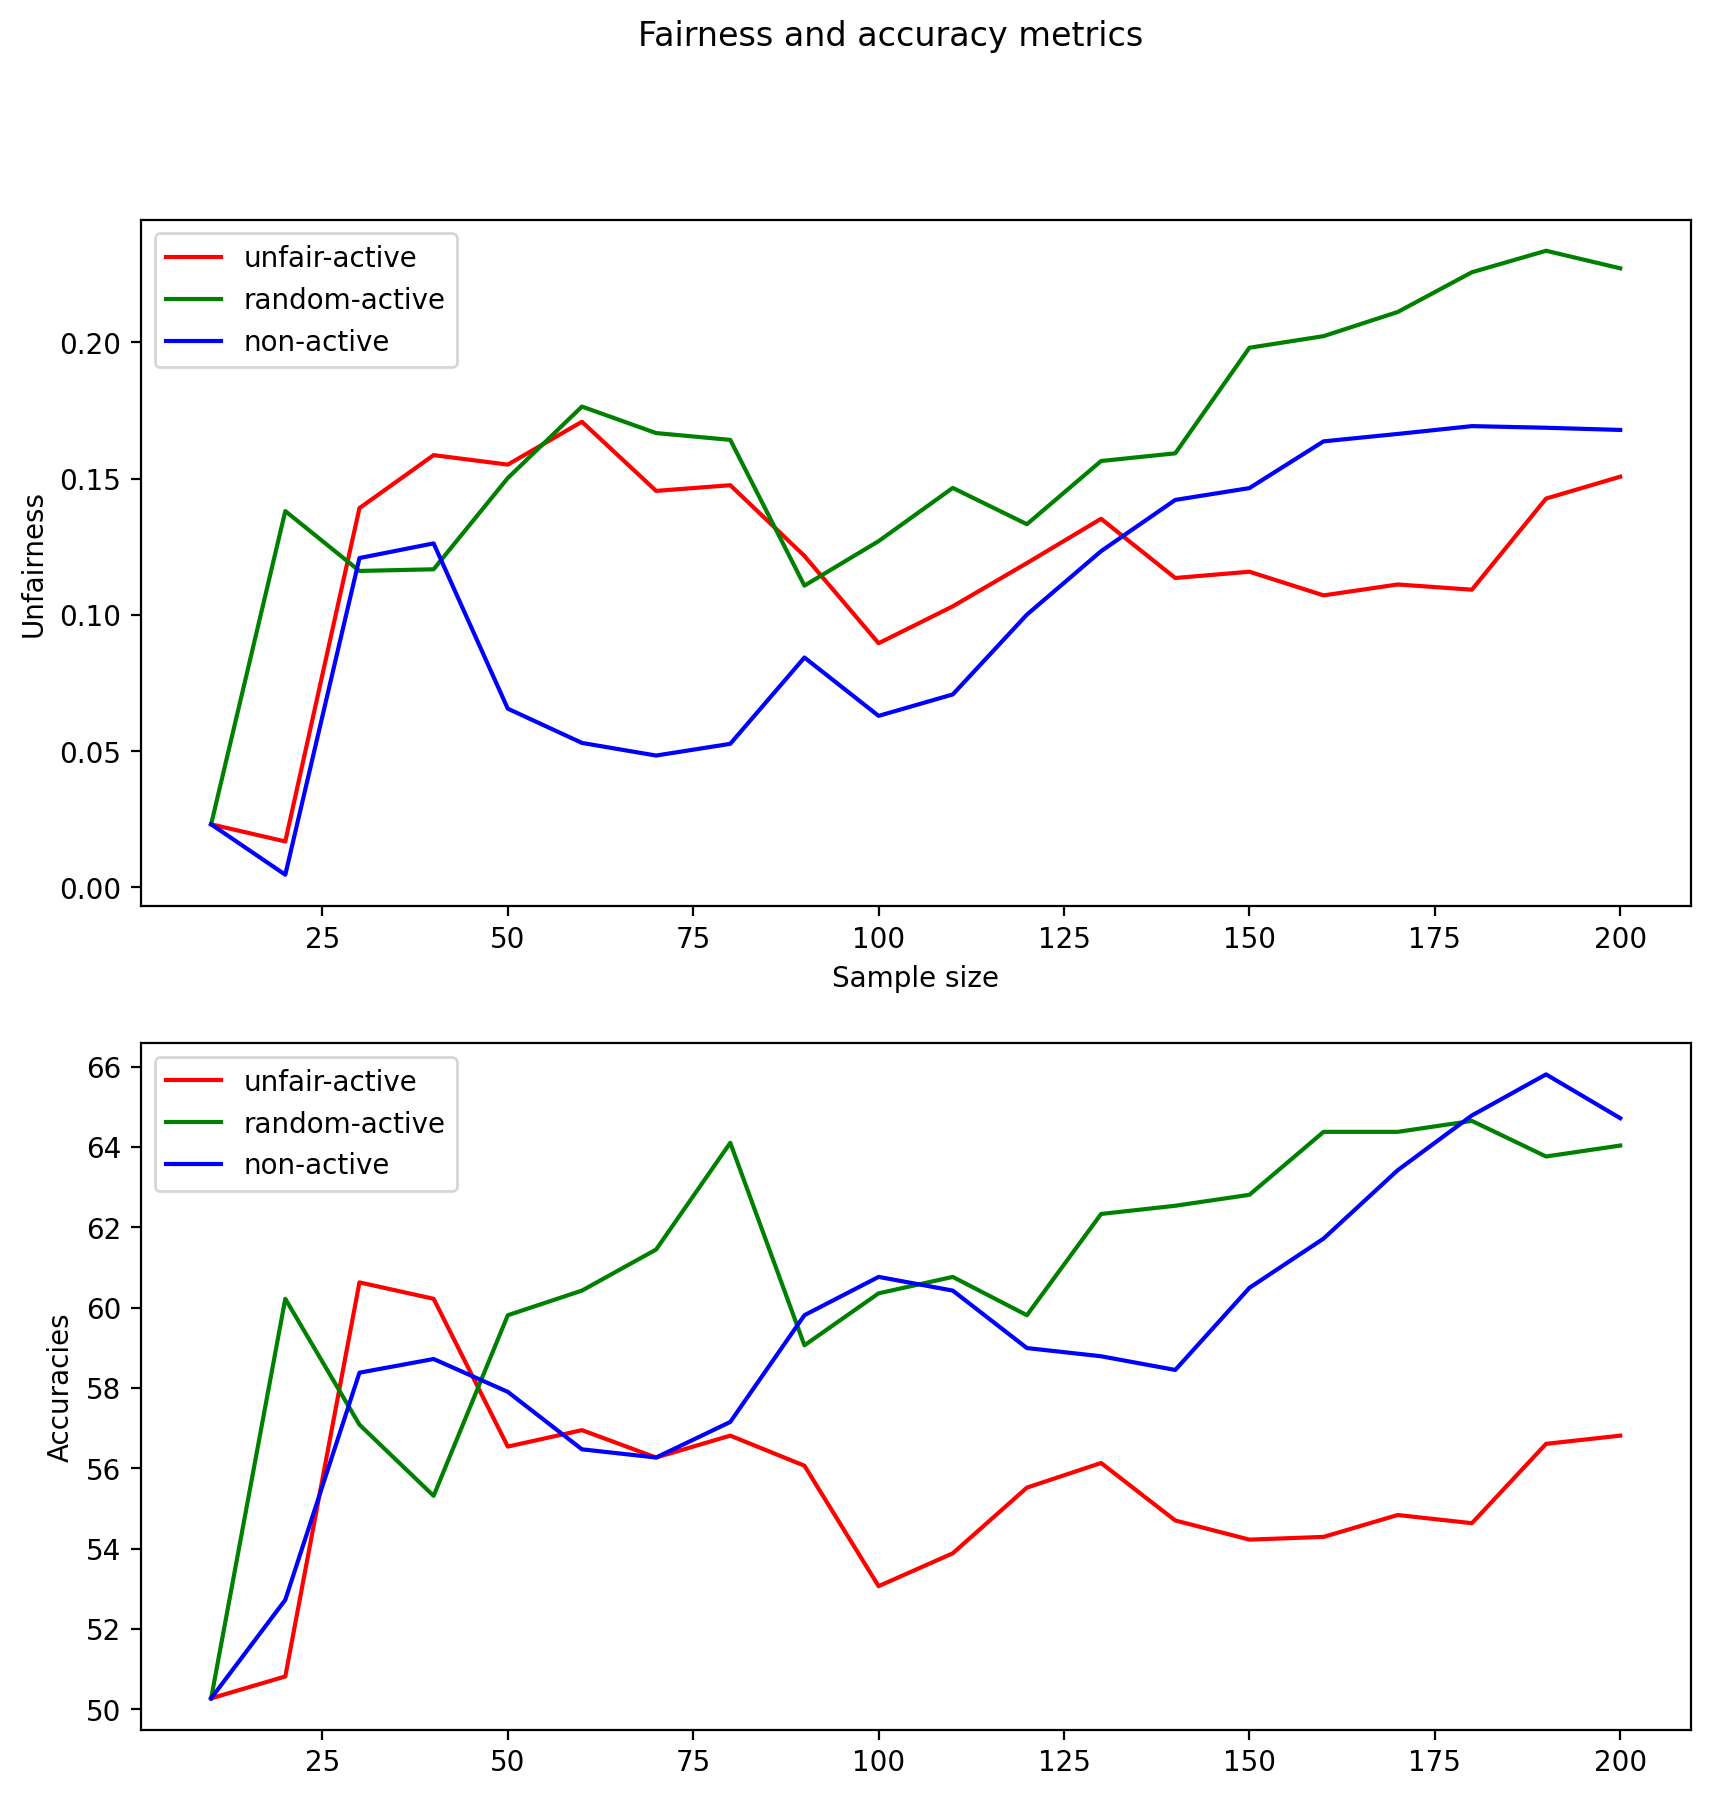 Fairness and accuracy metrics
unfair-active
random-active
non-active
0.20
0.15
0.10
0.05
0.00
Unfairness
25 50 75 100 125 150 175 200
Sample size
unfair-active
random-active
non-active
66
64
62
60
58
56
54
52
50
Accuracies
25 50 75 100 125 150 175 200